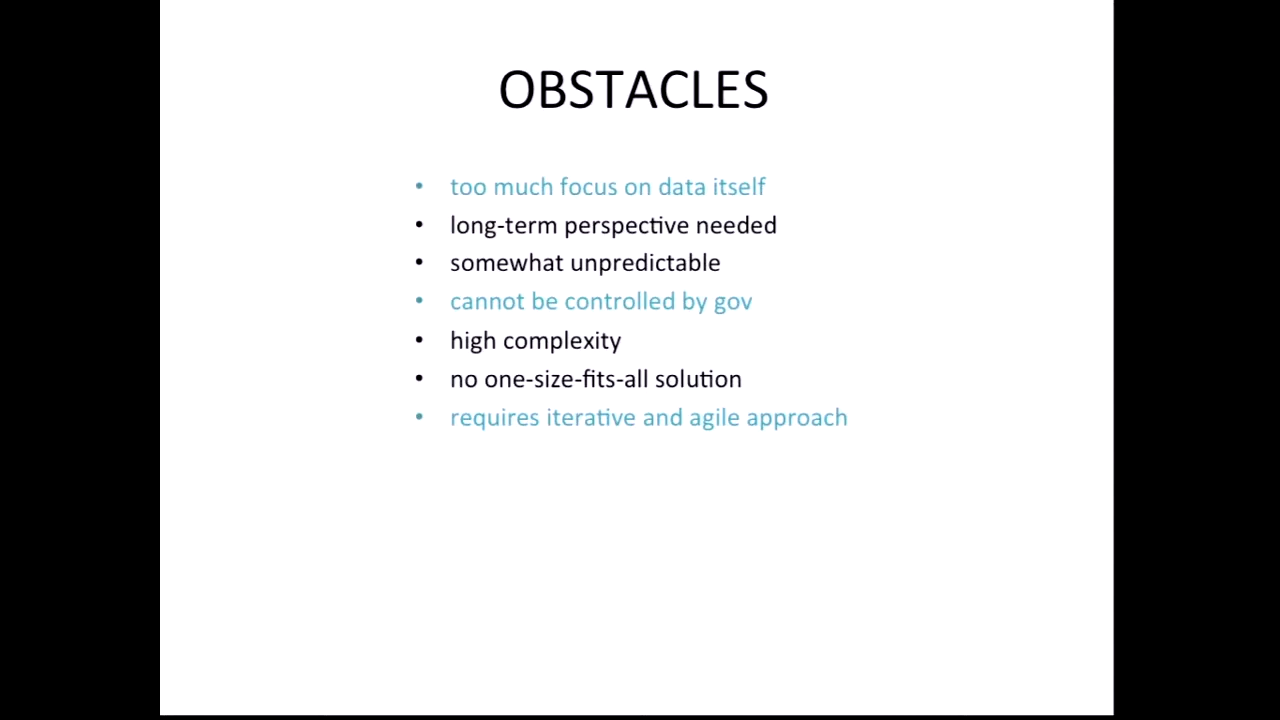 OBSTACLES
• too much focus on data itself
• long-term perspective needed
• somewhat unpredictable
• cannot be controlled by gov
• high complexity
• no one-size-fits-all solution
• requires iterative and agile approach